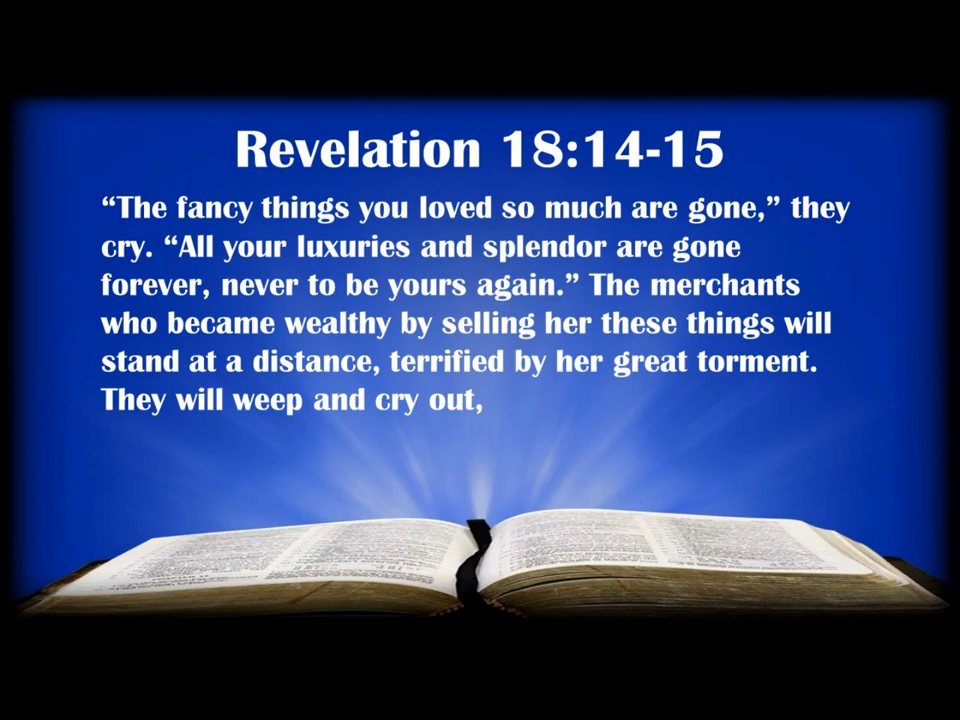 Revelation 18:14-15
“The fancy things you loved so much are gone,” they
cry. “All your luxuries and splendor are gone
forever, never to be yours again.” The merchants
who became wealthy by selling her these things will
stand at a distance, terrified by her great torment.
They will weep and cry out,